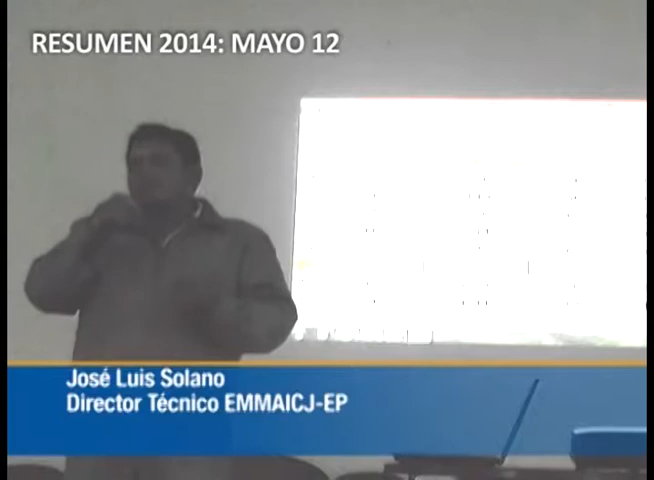 RESUMEN 2014: MAYO 12
José Luis Solano
Director Técnico EMMAICJ-EP